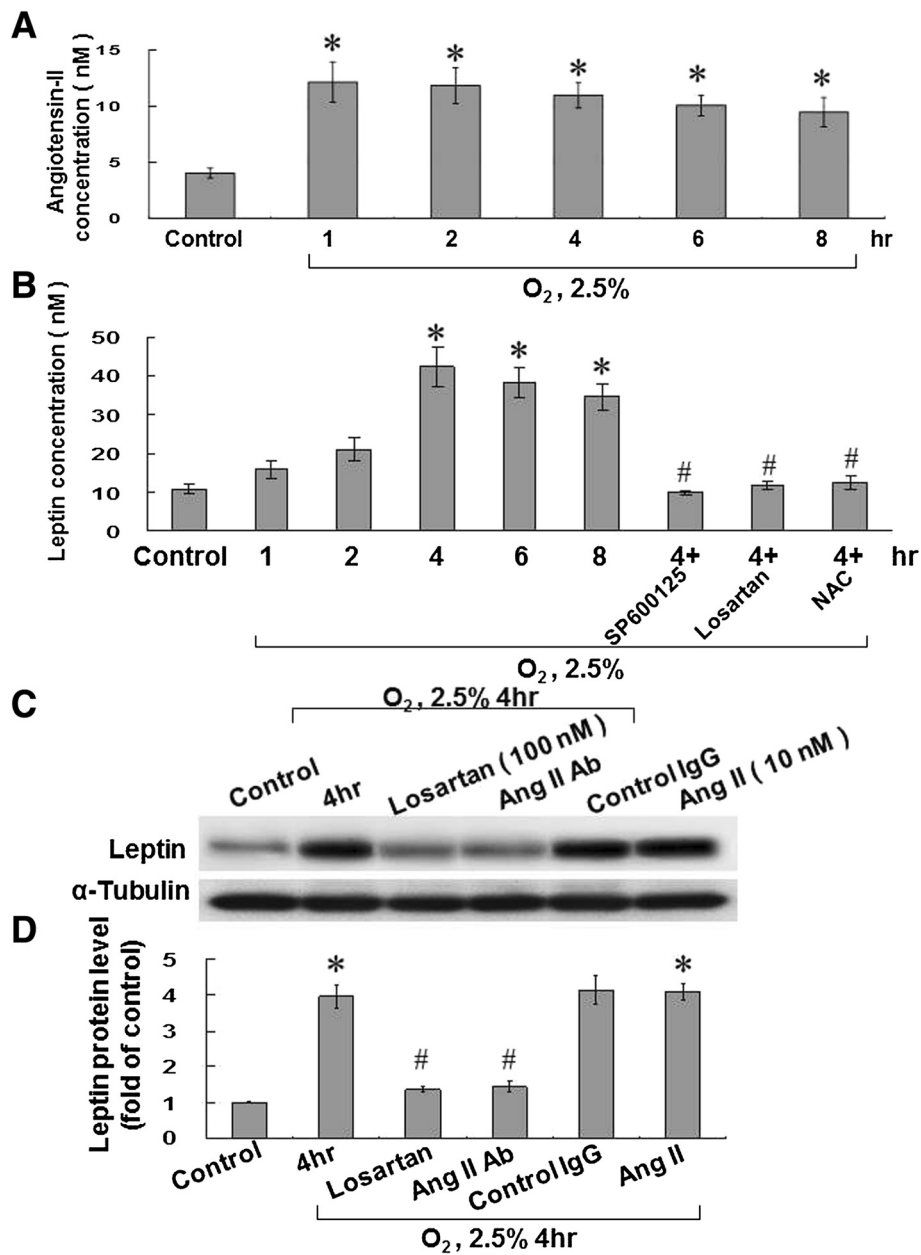 A
Angiotensin-II
concentration ( nM )
15
10
5
0
* * * * *
Control 1 2 4 6 8 hr
O2 , 2.5%
B
Leptin concentration ( nM )
50
40
30
20
10
0
* * * # # #
Control 1 2 4 6 8 4+ 4+ 4+ hr
SP600125 Losartan NAC
O2 , 2.5%
C
O2 , 2.5% 4hr
Control 4hr Losartan ( 100 nM ) Ang II Ab Control IgG Ang II ( 10 nM )
Leptin
α-Tubulin
D
Leptin protein level
(fold of control)
5
4
3
2
1
0
* # # *
Control 4hr Losartan Ang II Ab Control IgG Ang II
O2 , 2.5% 4hr